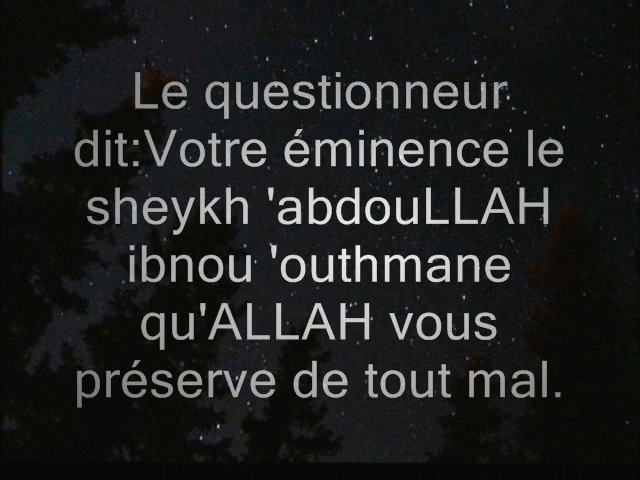 Le questionneur
dit:Votre éminence le
sheykh 'abdouLLAH
ibnou 'outhmane
qu'ALLAH vous
préserve de tout mal.